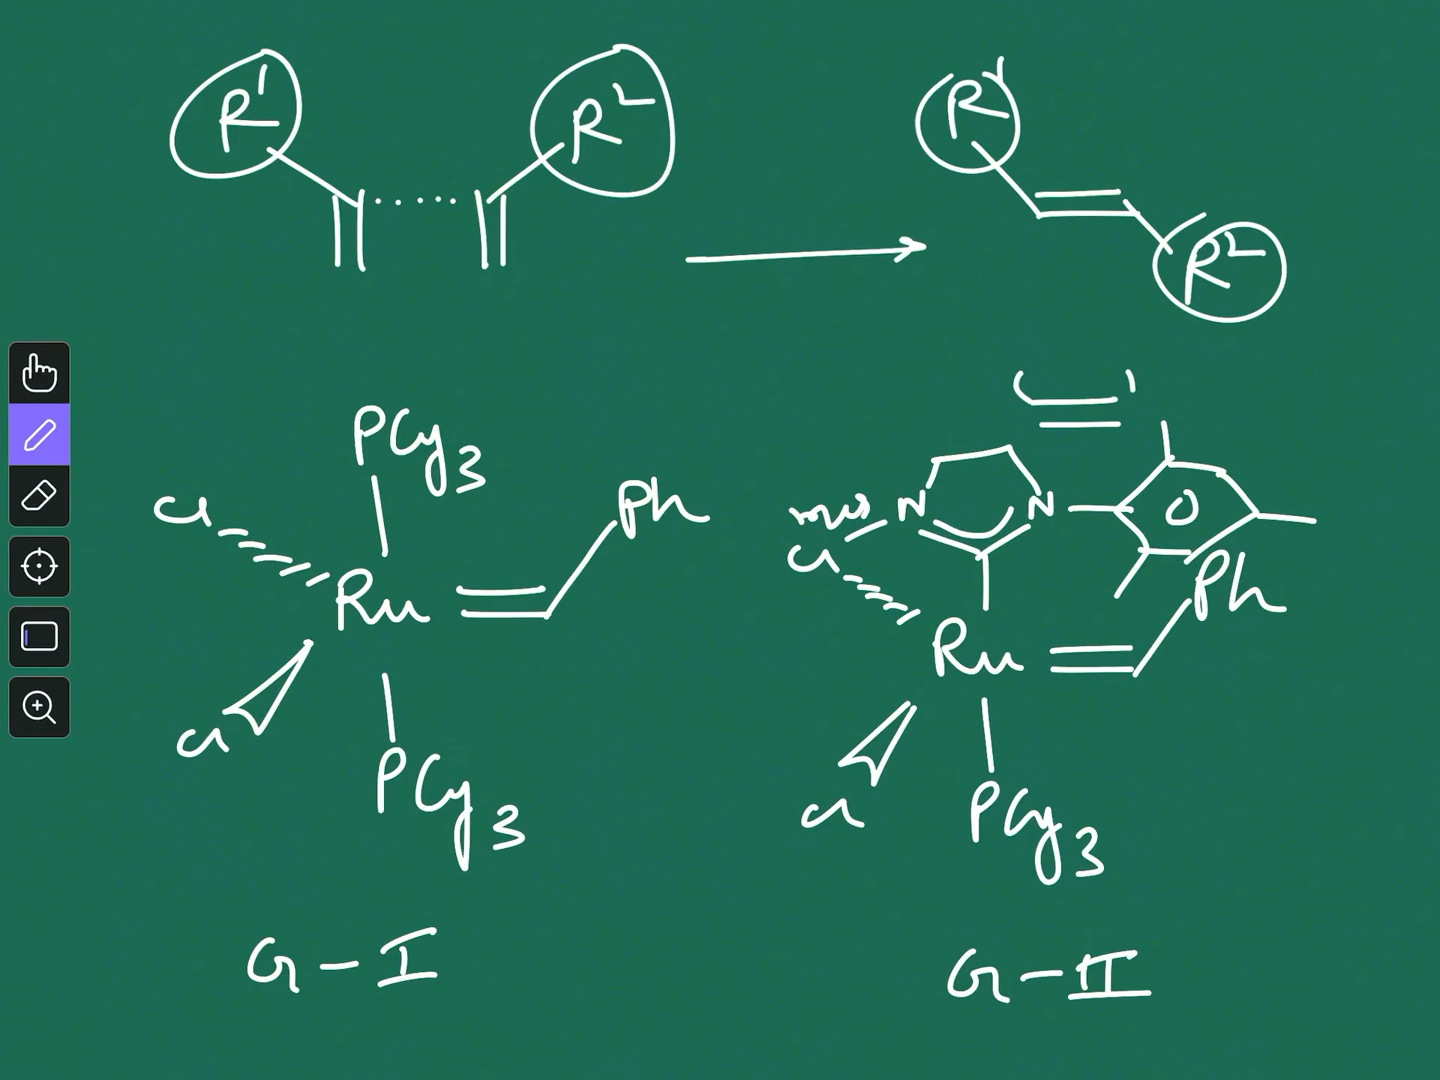 R¹ R² R¹
R²
PCy₃
Cl Ph N N
Cl Ph
Ru Ru
Cl
PCy₃ Cl PCy₃
G-I G-II